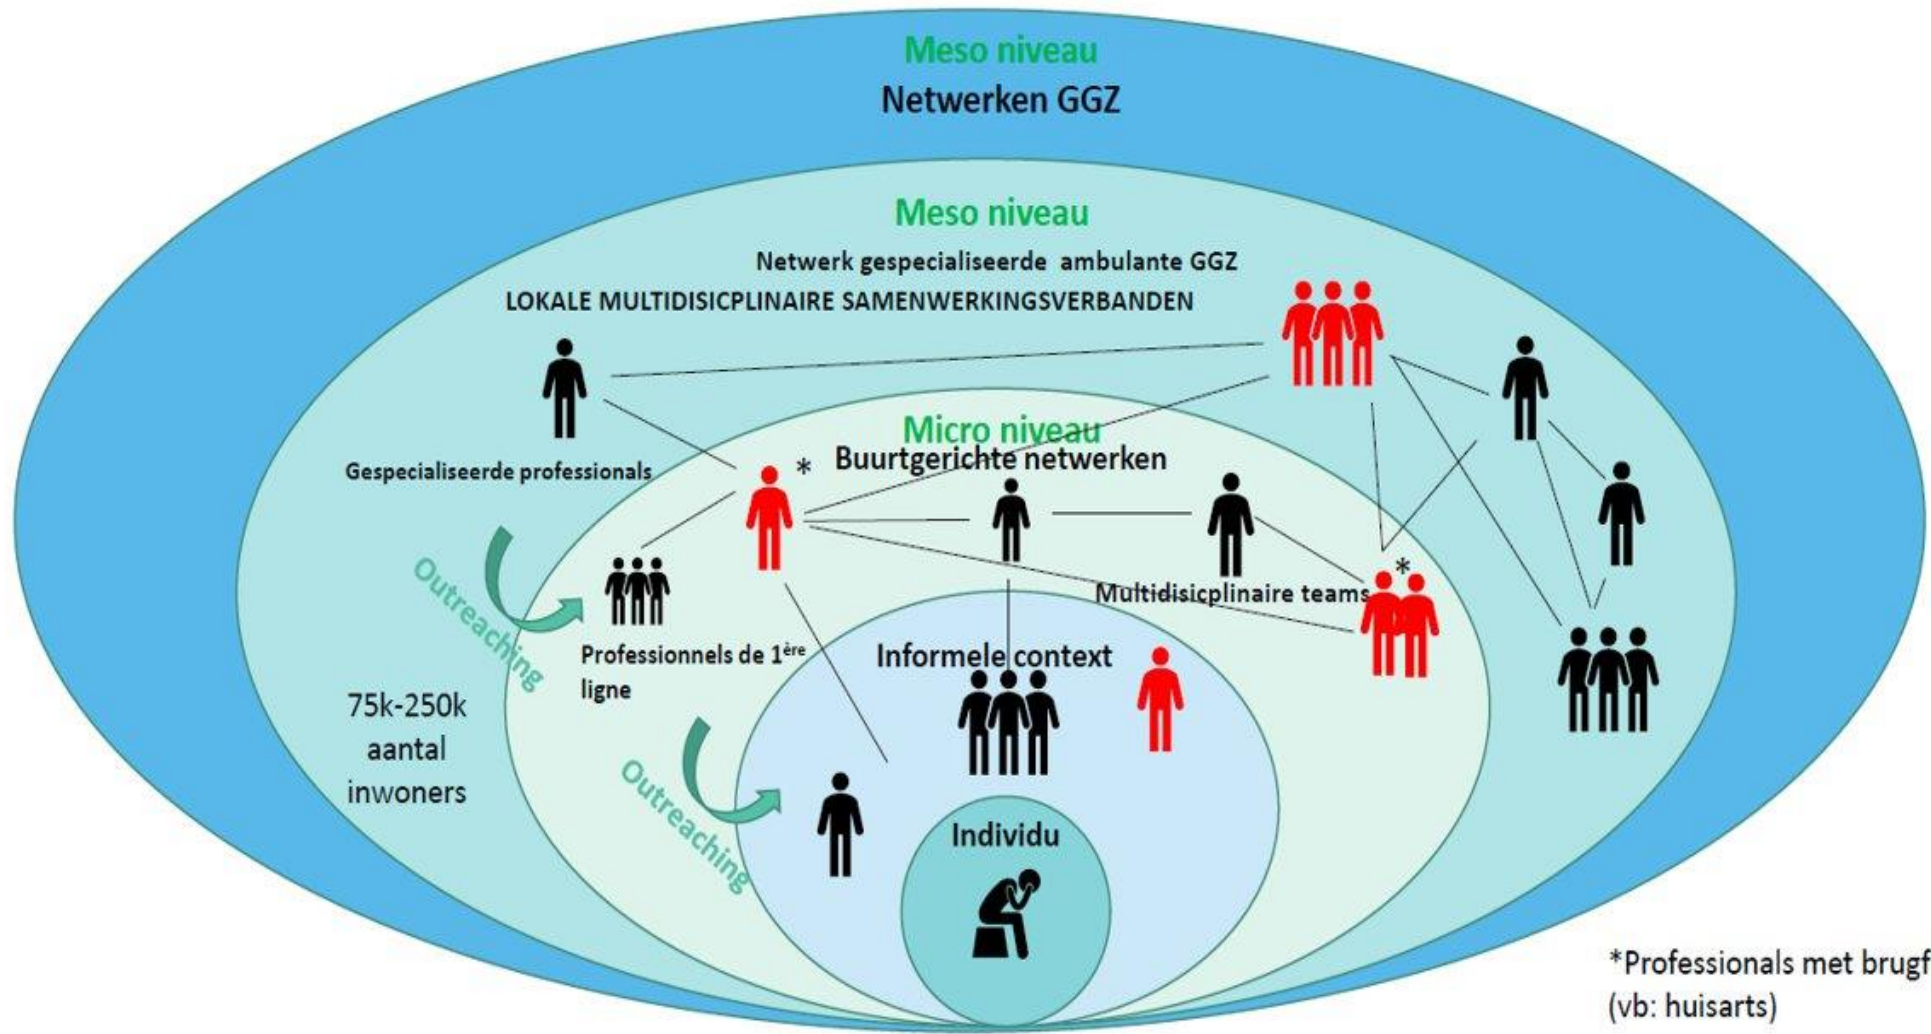 Meso niveau
Netwerken GGZ
Meso niveau
Netwerk gespecialiseerde ambulante GGZ
LOKALE MULTIDISICPLINAIRE SAMENWERKINGSVERBANDEN
Micro niveau
Buurtgerichte netwerken
*
Gespecialiseerde professionals
*
Multidisicplinaire teams
Outreaching
Professionnels de 1ère
ligne
Informele context
75k-250k
aantal
inwoners
Outreaching
Individu
*Professionals met brugf
(vb: huisarts)